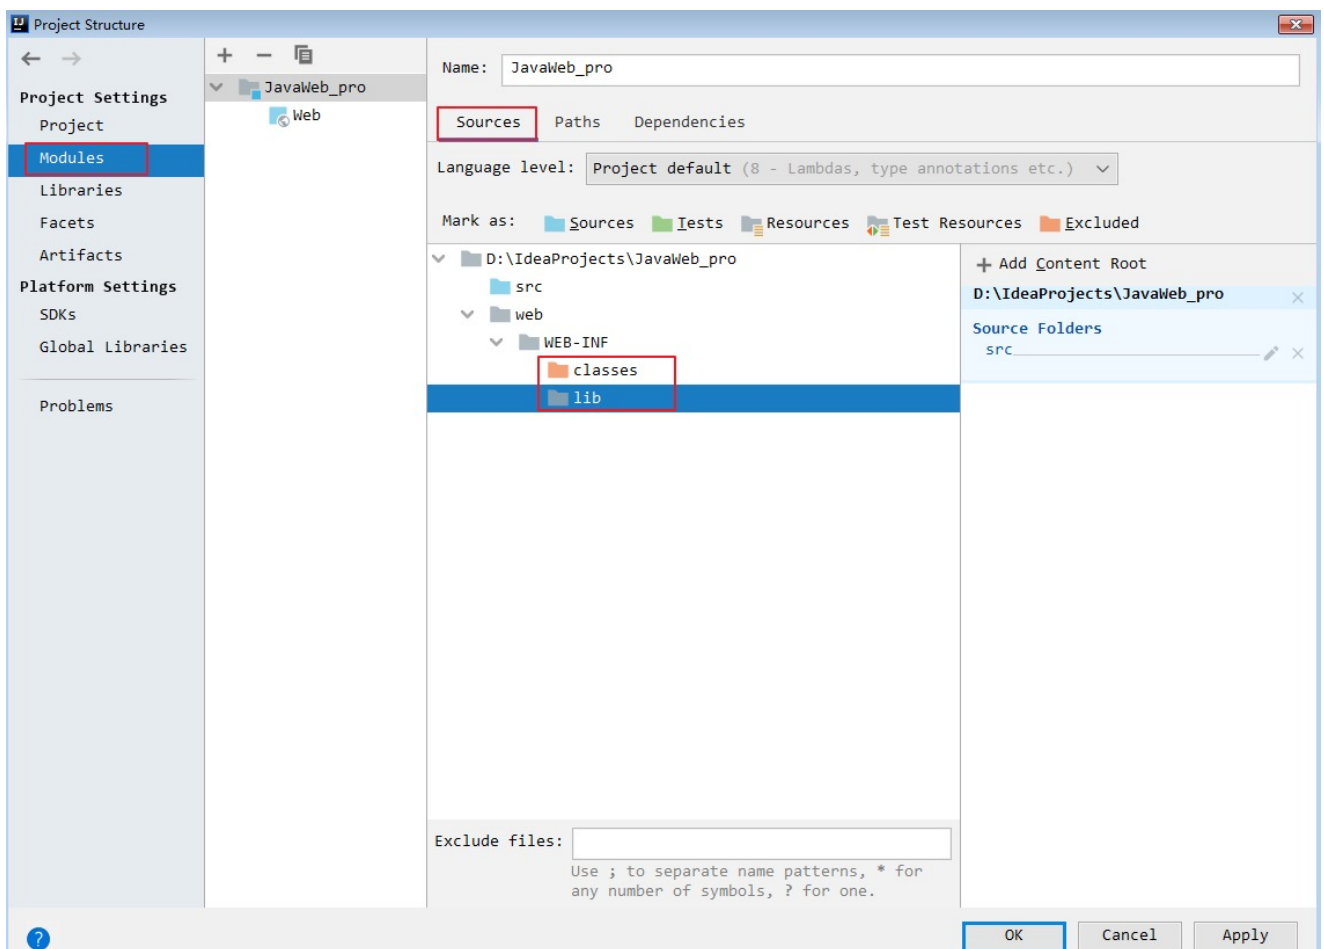 Project Structure
Project Settings
Project
Modules
Libraries
Facets
Artifacts
Platform Settings
SDKs
Global Libraries
Problems
JavaWeb_pro
Web
Name: JavaWeb_pro
Sources Paths Dependencies
Language level: Project default (8 - Lambdas, type annotations etc.)
Mark as: Sources Tests Resources Test Resources Excluded
D:\IdeaProjects\JavaWeb_pro
src
web
WEB-INF
classes
lib
+ Add Content Root
D:\IdeaProjects\JavaWeb_pro
Source Folders
src
Exclude files:
Use ; to separate name patterns, * for
any number of symbols, ? for one.
OK Cancel Apply